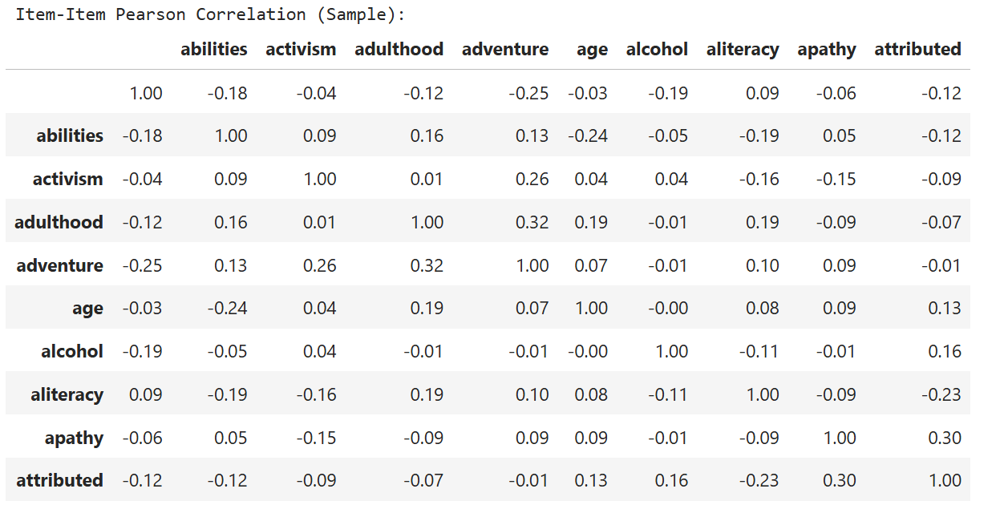 Item-Item Pearson Correlation (Sample):
abilities activism adulthood adventure age alcohol aliteracy apathy attributed
1.00 -0.18 -0.04 -0.12 -0.25 -0.03 -0.19 0.09 -0.06 -0.12
abilities -0.18 1.00 0.09 0.16 0.13 -0.24 -0.05 -0.19 0.05 -0.12
activism -0.04 0.09 1.00 0.01 0.26 0.04 0.04 -0.16 -0.15 -0.09
adulthood -0.12 0.16 0.01 1.00 0.32 0.19 -0.01 0.19 -0.09 -0.07
adventure -0.25 0.13 0.26 0.32 1.00 0.07 -0.01 0.10 0.09 -0.01
age -0.03 -0.24 0.04 0.19 0.07 1.00 -0.00 0.08 0.09 0.13
alcohol -0.19 -0.05 0.04 -0.01 -0.01 -0.00 1.00 -0.11 -0.01 0.16
aliteracy 0.09 -0.19 -0.16 0.19 0.10 0.08 -0.11 1.00 -0.09 -0.23
apathy -0.06 0.05 -0.15 -0.09 0.09 0.09 -0.01 -0.09 1.00 0.30
attributed -0.12 -0.12 -0.09 -0.07 -0.01 0.13 0.16 -0.23 0.30 1.00